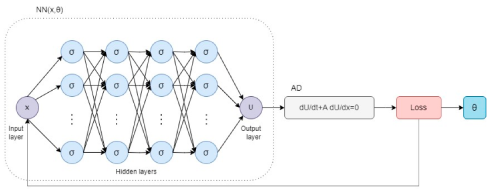 NN(x,θ)
σ σ σ σ
AD
σ σ σ σ
x
U
dU/dt+A dU/dx=0
Loss
θ
Input
layer
Output
layer
σ σ σ σ
Hidden layers